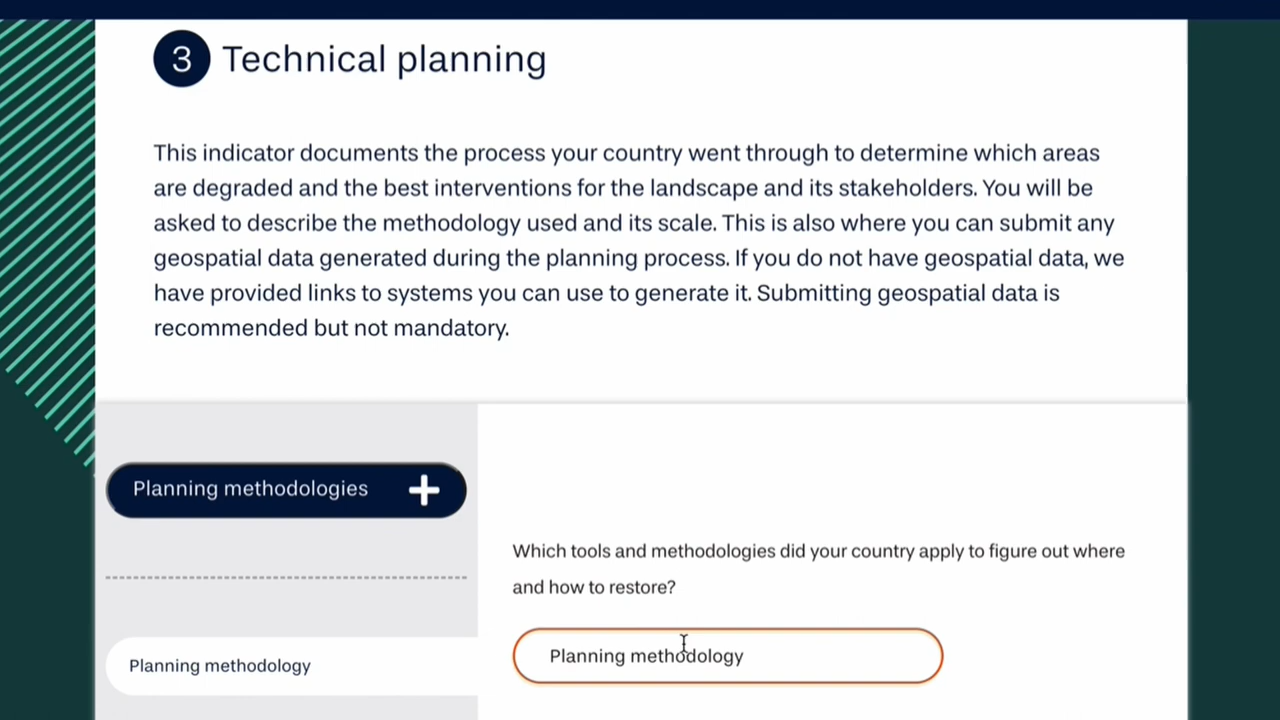 3 Technical planning
This indicator documents the process your country went through to determine which areas
are degraded and the best interventions for the landscape and its stakeholders. You will be
asked to describe the methodology used and its scale. This is also where you can submit any
geospatial data generated during the planning process. If you do not have geospatial data, we
have provided links to systems you can use to generate it. Submitting geospatial data is
recommended but not mandatory.
Planning methodologies
Which tools and methodologies did your country apply to figure out where
and how to restore?
Planning methodology
Planning methodology